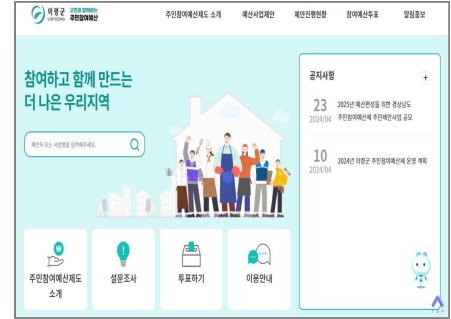 의령군 군민과 함께하는
UIRYEONG 주민참여예산
주민참여예산제도 소개 예산사업제안 제안진행현황 참여예산투표 알림홍보
참여하고 함께 만드는
더 나은 우리지역
제안자 또는 사업명을 입력해주세요.
공지사항 +
23
2024/04
2025년 예산편성을 위한 경상남도
주민참여예산제 주민제안사업 공모
10
2024/04
2024년 의령군 주민참여예산제 운영 계획
주민참여예산제도
소개
설문조사
투표하기
이용안내
TOP